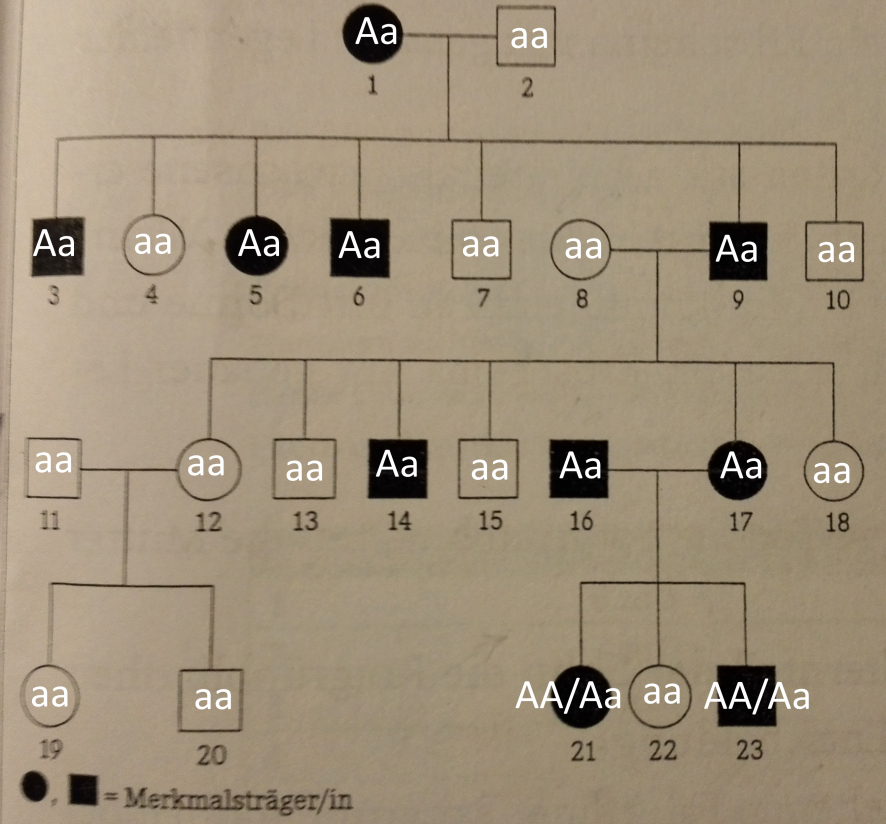 Aa aa
1 2
Aa aa Aa Aa aa aa Aa aa
3 4 5 6 7 8 9 10
aa aa aa Aa aa Aa Aa aa
11 12 13 14 15 16 17 18
aa aa AA/Aa aa AA/Aa
19 20 21 22 23
, = Merkmalsträger/in